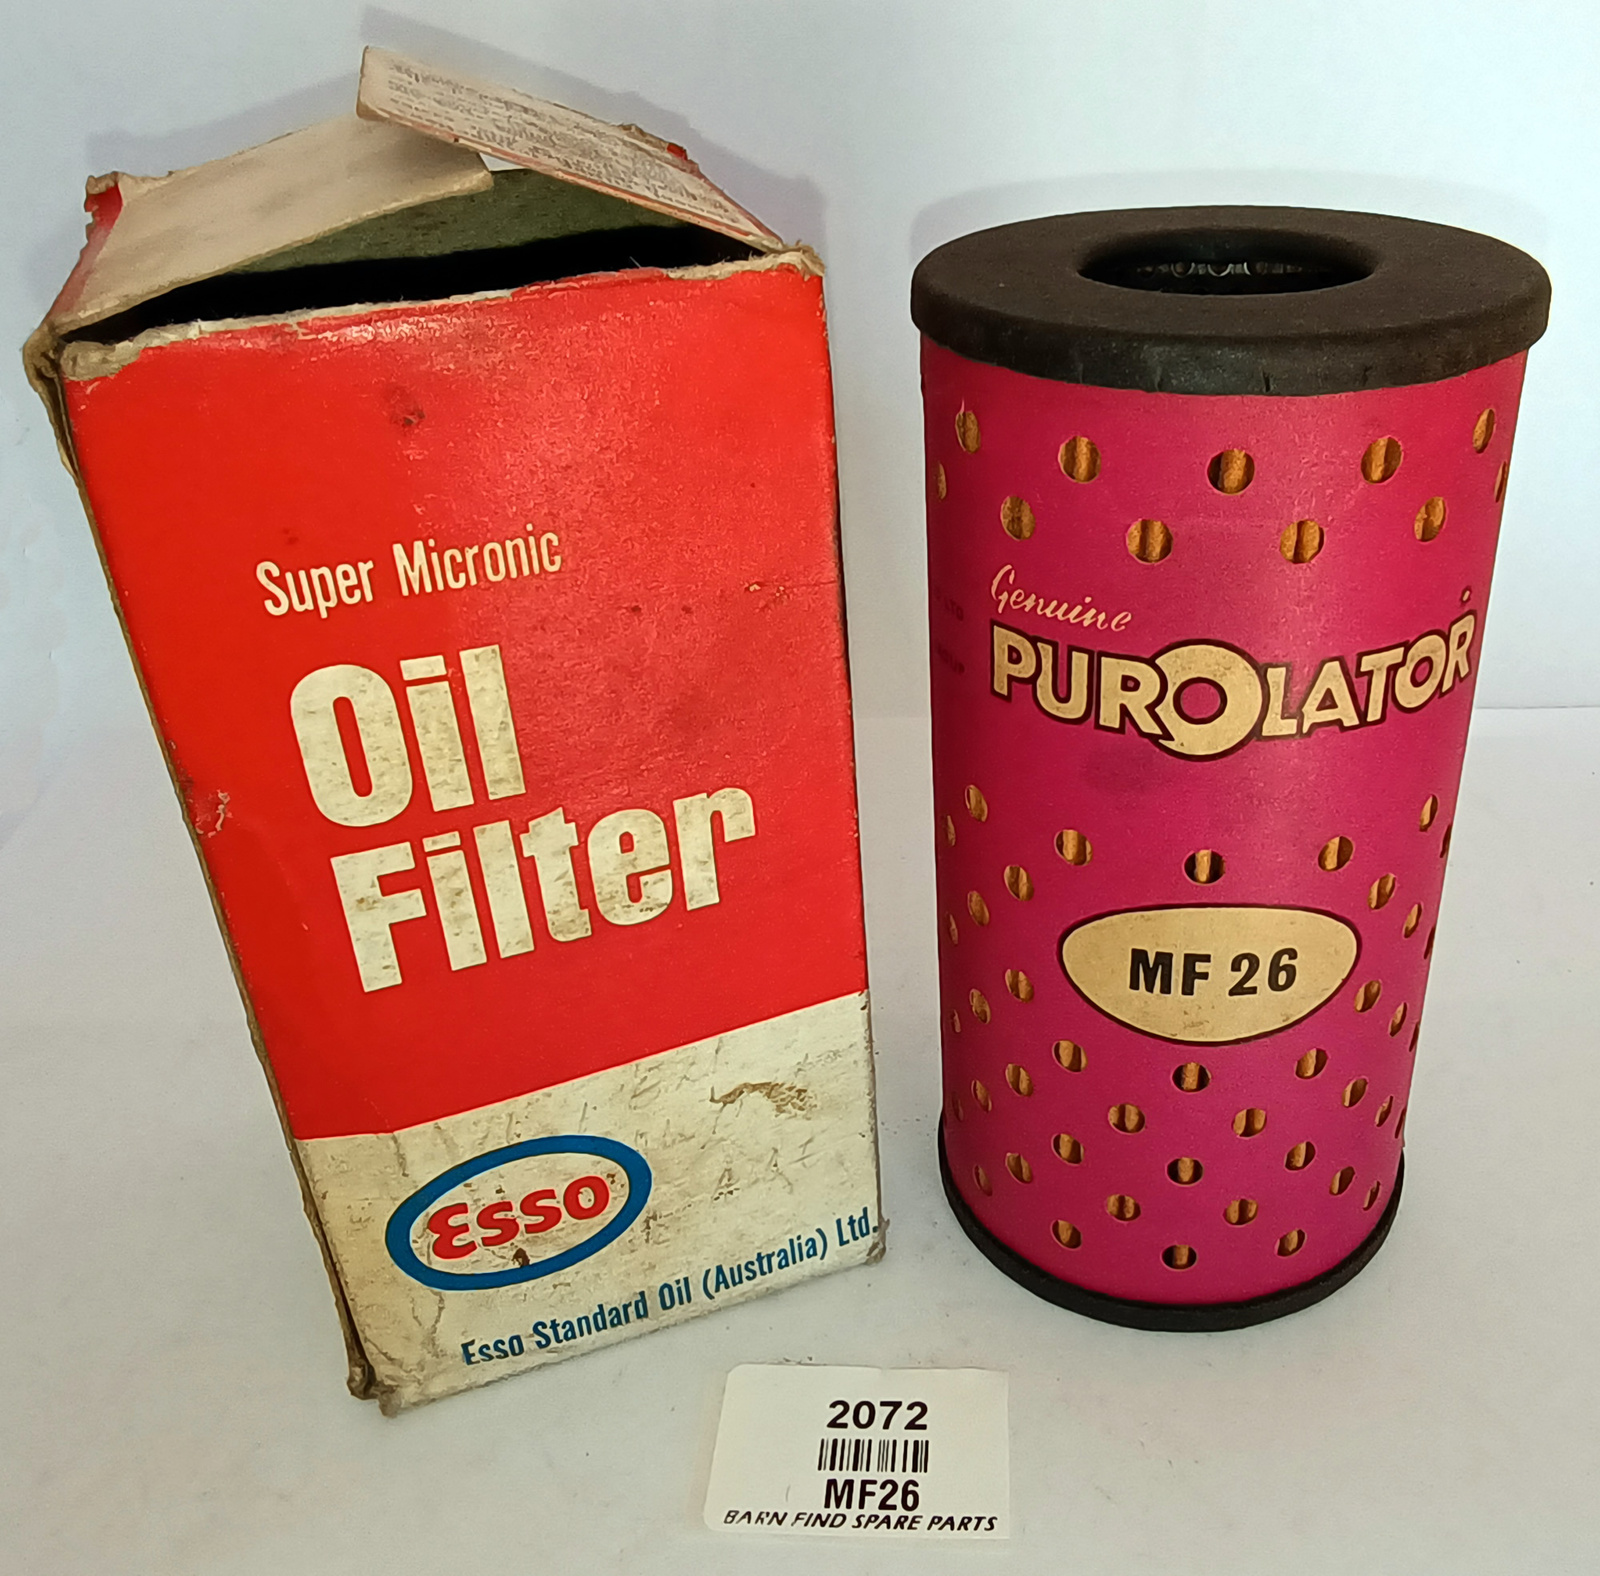 Super Micronic
Oil
Filter
Esso
Esso Standard Oil (Australia) Ltd.
Genuine
PUROLATOR
MF 26
2072
MF26
BARN FIND SPARE PARTS